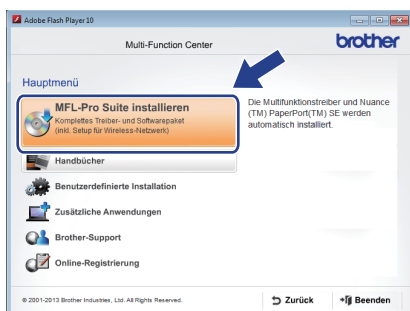 Adobe Flash Player 10
Multi-Function Center
brother
Hauptmenü
MFL-Pro Suite installieren
Komplettes Treiber- und Softwarepaket
(inkl. Setup für Wireless-Netzwerk)
Die Multifunktionstreiber und Nuance
(TM) PaperPort(TM) SE werden
automatisch installiert.
Handbücher
Benutzerdefinierte Installation
Zusätzliche Anwendungen
Brother-Support
Online-Registrierung
© 2001-2013 Brother Industries, Ltd. All Rights Reserved.
Zurück
Beenden